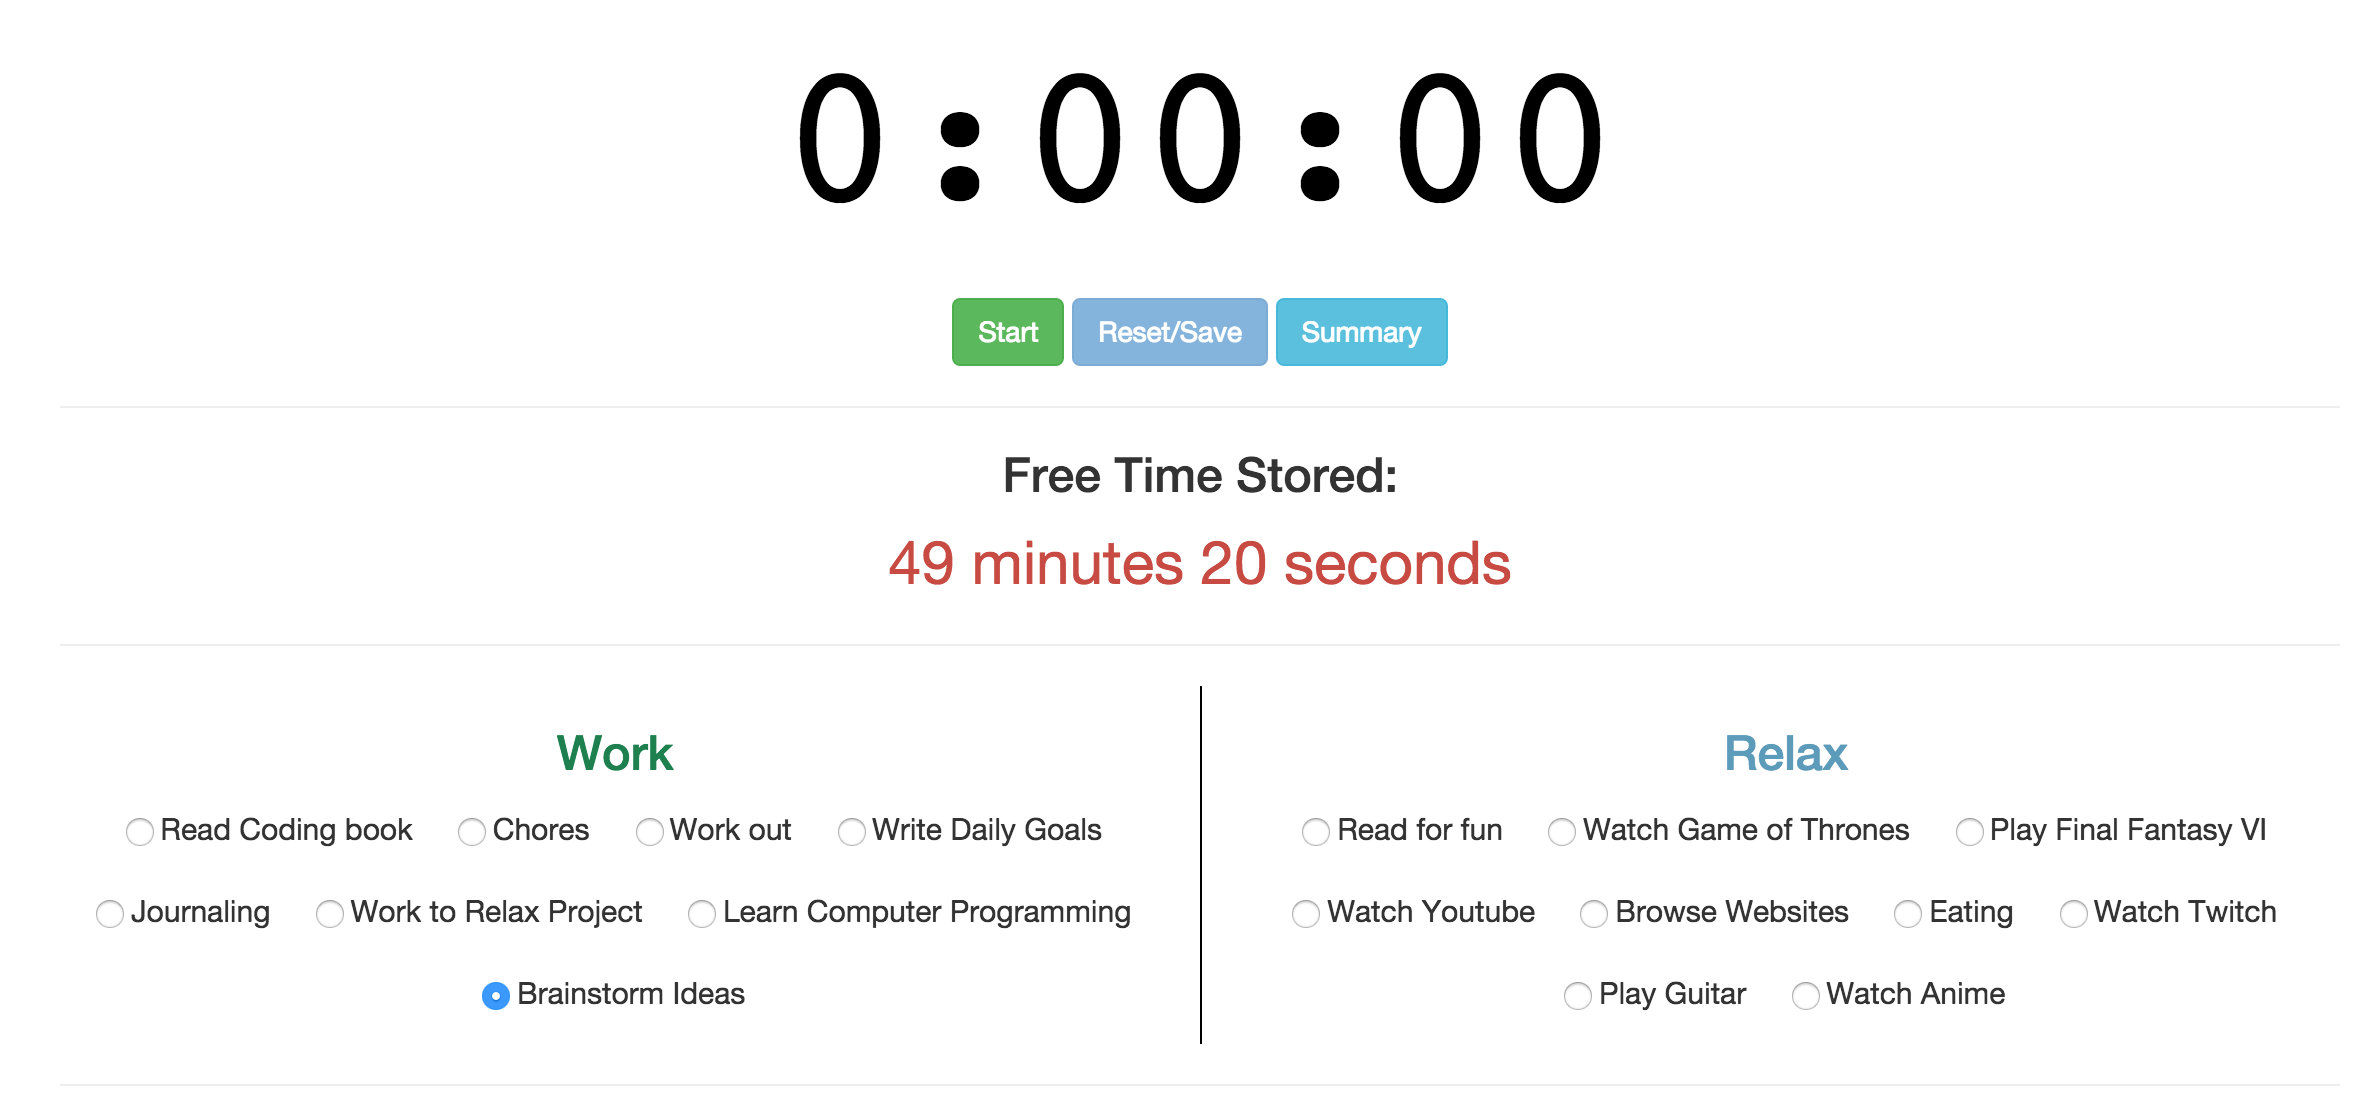 0:00:00
Start Reset/Save Summary
Free Time Stored:
49 minutes 20 seconds
Work
Read Coding book Chores Work out Write Daily Goals
Journaling Work to Relax Project Learn Computer Programming
Brainstorm Ideas
Relax
Read for fun Watch Game of Thrones Play Final Fantasy VI
Watch Youtube Browse Websites Eating Watch Twitch
Play Guitar Watch Anime